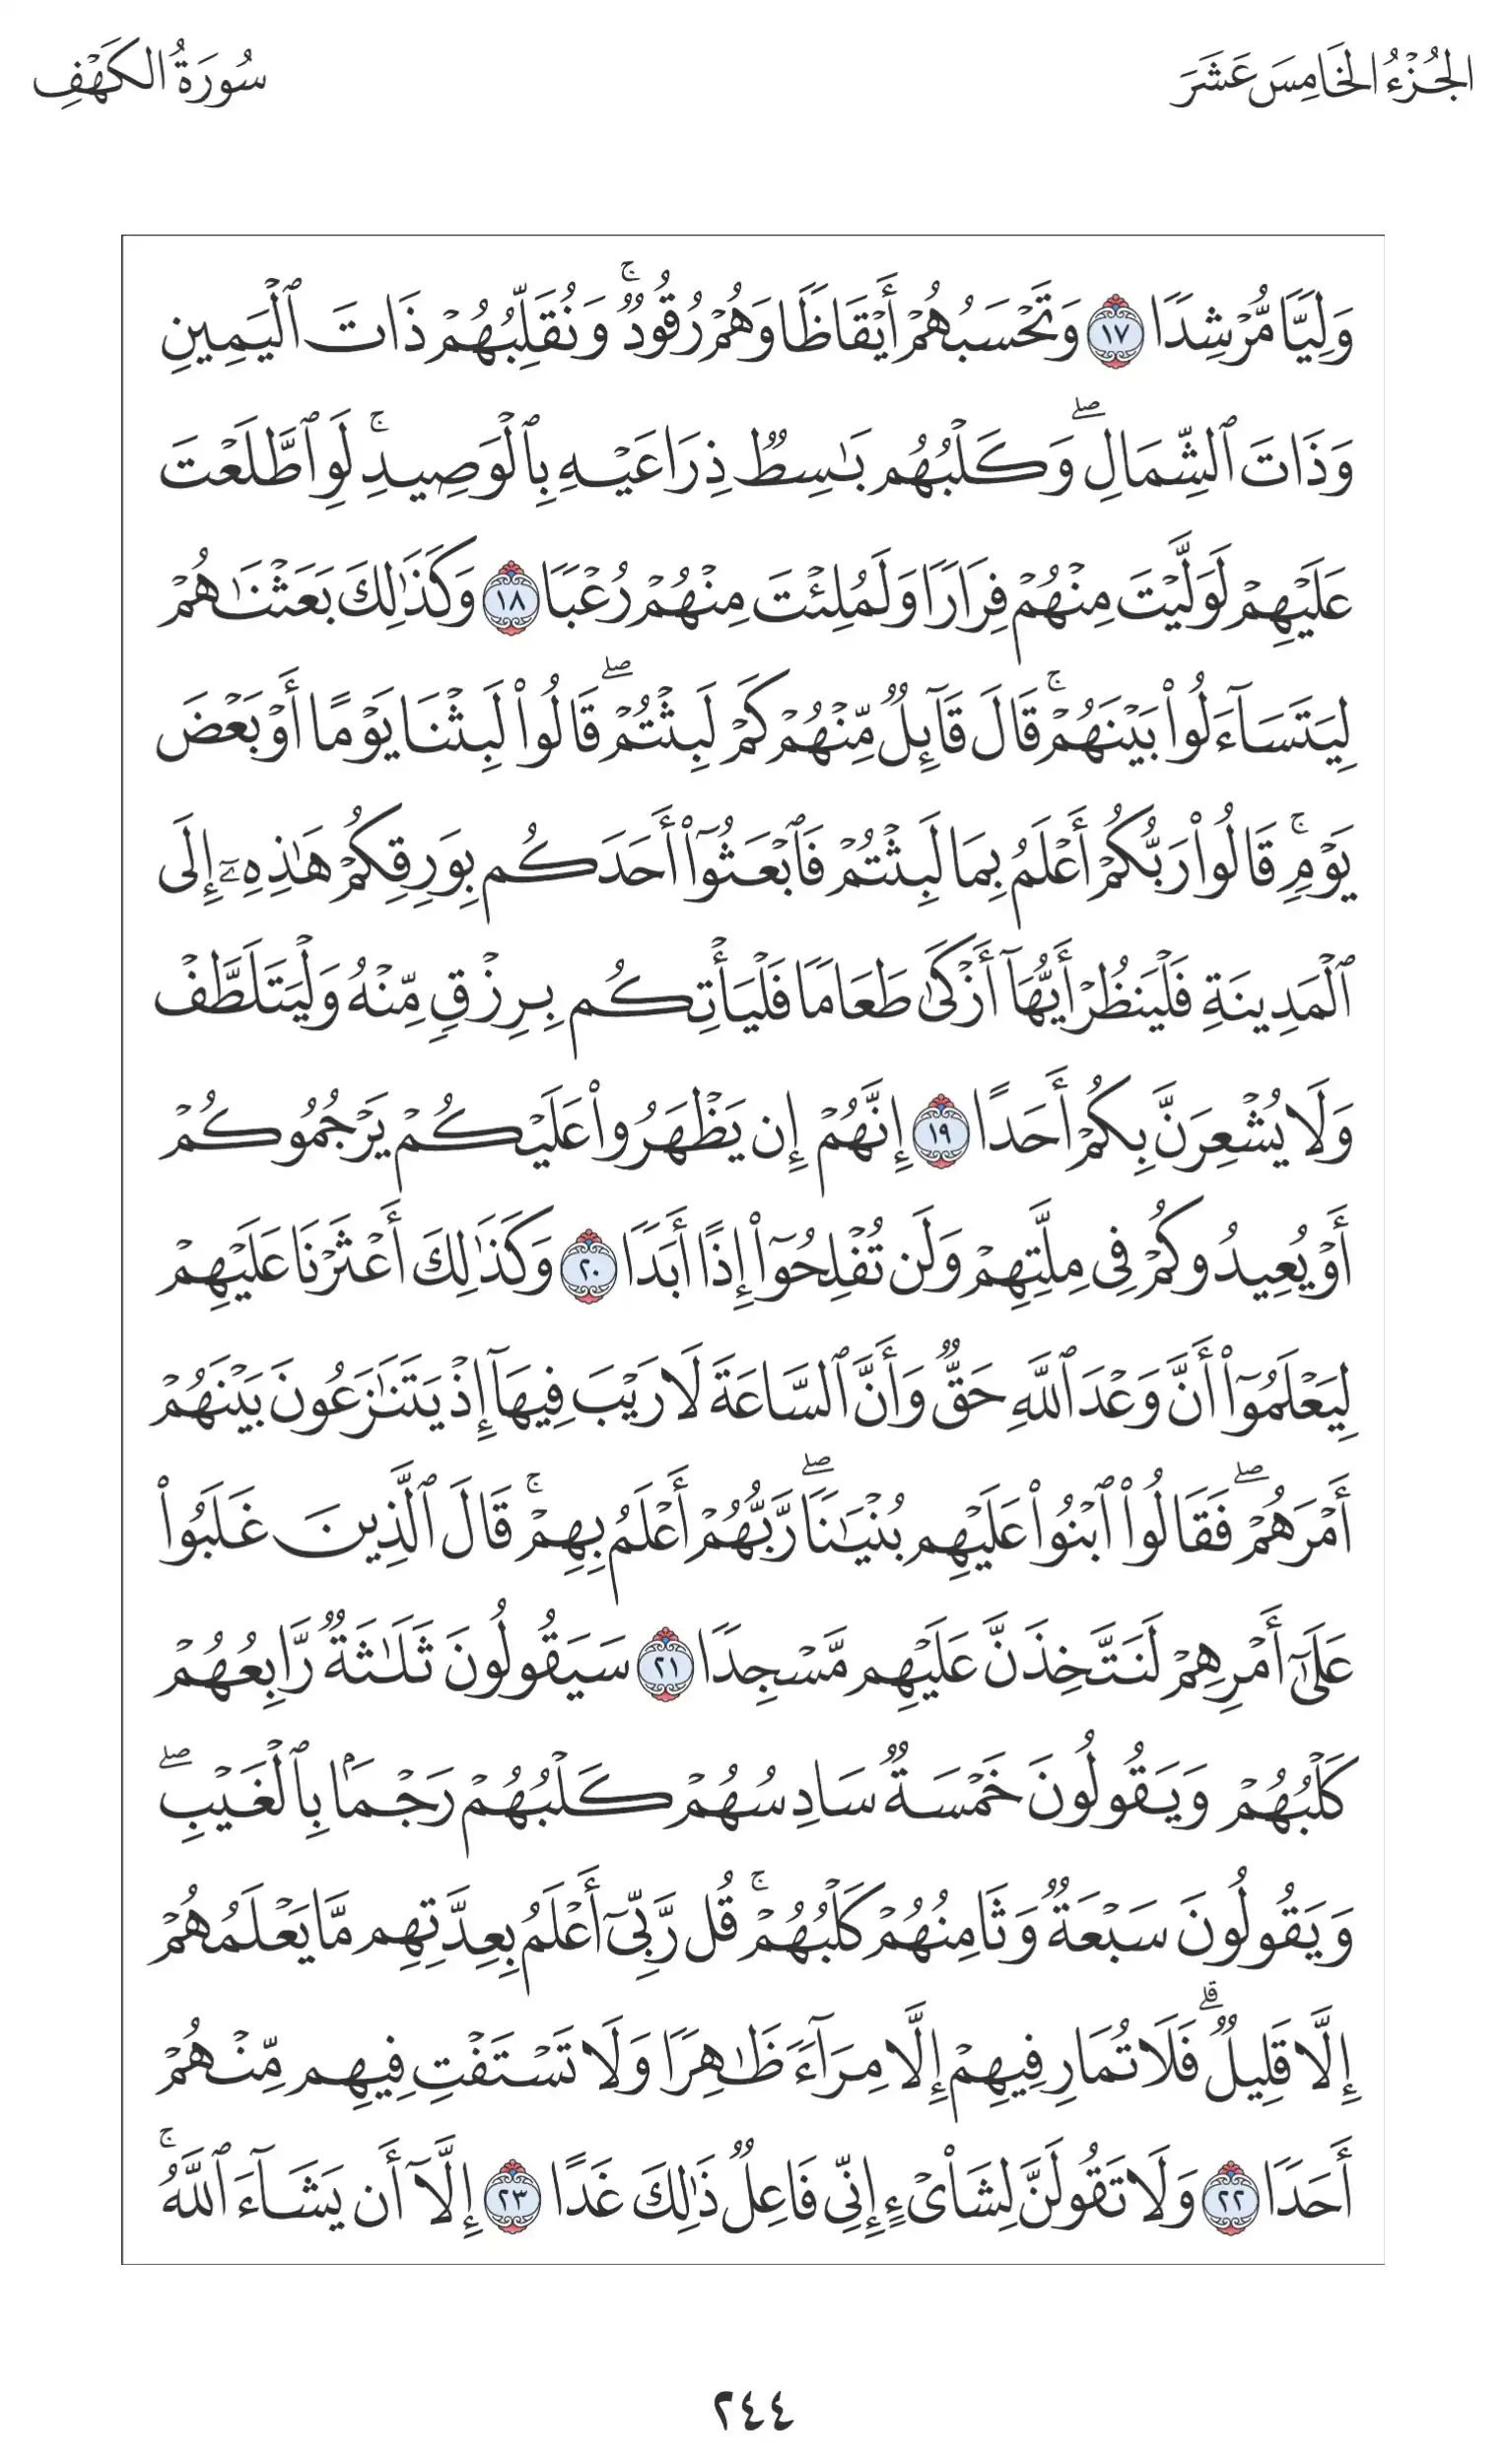 الجُزْءُ الخَامِسَ عَشَرَ
سُورَةُ الكَهْفِ
وَلِيّٗا مُّرۡشِدٗا ١٧ وَتَحۡسَبُهُمۡ أَيۡقَاظٗا وَهُمۡ رُقُودٞۚ وَنُقَلِّبُهُمۡ ذَاتَ ٱلۡيَمِينِ
وَذَاتَ ٱلشِّمَالِۖ وَكَلۡبُهُم بَٰسِطٞ ذِرَاعَيۡهِ بِٱلۡوَصِيدِۚ لَوِ ٱطَّلَعۡتَ
عَلَيۡهِمۡ لَوَلَّيۡتَ مِنۡهُمۡ فِرَارٗا وَلَمُلِئۡتَ مِنۡهُمۡ رُعۡبٗا ١٨ وَكَذَٰلِكَ بَعَثۡنَٰهُمۡ
لِيَتَسَآءَلُواْ بَيۡنَهُمۡۚ قَالَ قَآئِلٞ مِّنۡهُمۡ كَمۡ لَبِثۡتُمۡۖ قَالُواْ لَبِثۡنَا يَوۡمًا أَوۡ بَعۡضَ
يَوۡمٖۚ قَالُواْ رَبُّكُمۡ أَعۡلَمُ بِمَا لَبِثۡتُمۡ فَٱبۡعَثُوٓاْ أَحَدَكُم بِوَرِقِكُمۡ هَٰذِهِۦٓ إِلَى
ٱلۡمَدِينَةِ فَلۡيَنظُرۡ أَيُّهَآ أَزۡكَىٰ طَعَامٗا فَلۡيَأۡتِكُم بِرِزۡقٖ مِّنۡهُ وَلۡيَتَلَطَّفۡ
وَلَا يُشۡعِرَنَّ بِكُمۡ أَحَدًا ١٩ إِنَّهُمۡ إِن يَظۡهَرُواْ عَلَيۡكُمۡ يَرۡجُمُوكُمۡ
أَوۡ يُعِيدُوكُمۡ فِي مِلَّتِهِمۡ وَلَن تُفۡلِحُوٓاْ إِذًا أَبَدٗا ٢٠ وَكَذَٰلِكَ أَعۡثَرۡنَا عَلَيۡهِمۡ
لِيَعۡلَمُوٓاْ أَنَّ وَعۡدَ ٱللَّهِ حَقّٞ وَأَنَّ ٱلسَّاعَةَ لَا رَيۡبَ فِيهَآ إِذۡ يَتَنَٰزَعُونَ بَيۡنَهُمۡ
أَمۡرَهُمۡۖ فَقَالُواْ ٱبۡنُواْ عَلَيۡهِم بُنۡيَٰنٗاۖ رَّبُّهُمۡ أَعۡلَمُ بِهِمۡۚ قَالَ ٱلَّذِينَ غَلَبُواْ
عَلَىٰٓ أَمۡرِهِمۡ لَنَتَّخِذَنَّ عَلَيۡهِم مَّسۡجِدٗا ٢١ سَيَقُولُونَ ثَلَٰثَةٞ رَّابِعُهُمۡ
كَلۡبُهُمۡ وَيَقُولُونَ خَمۡسَةٞ سَادِسُهُمۡ كَلۡبُهُمۡ رَجۡمَۢا بِٱلۡغَيۡبِۖ
وَيَقُولُونَ سَبۡعَةٞ وَثَامِنُهُمۡ كَلۡبُهُمۡۚ قُل رَّبِّيٓ أَعۡلَمُ بِعِدَّتِهِم مَّا يَعۡلَمُهُمۡ
إِلَّا قَلِيلٞۗ فَلَا تُمَارِ فِيهِمۡ إِلَّا مِرَآءٗ ظَٰهِرٗا وَلَا تَسۡتَفۡتِ فِيهِم مِّنۡهُمۡ
أَحَدٗا ٢٢ وَلَا تَقُولَنَّ لِشَاْيۡءٍ إِنِّي فَاعِلٞ ذَٰلِكَ غَدًا ٢٣ إِلَّآ أَن يَشَآءَ ٱللَّهُۚ
٢٤٤